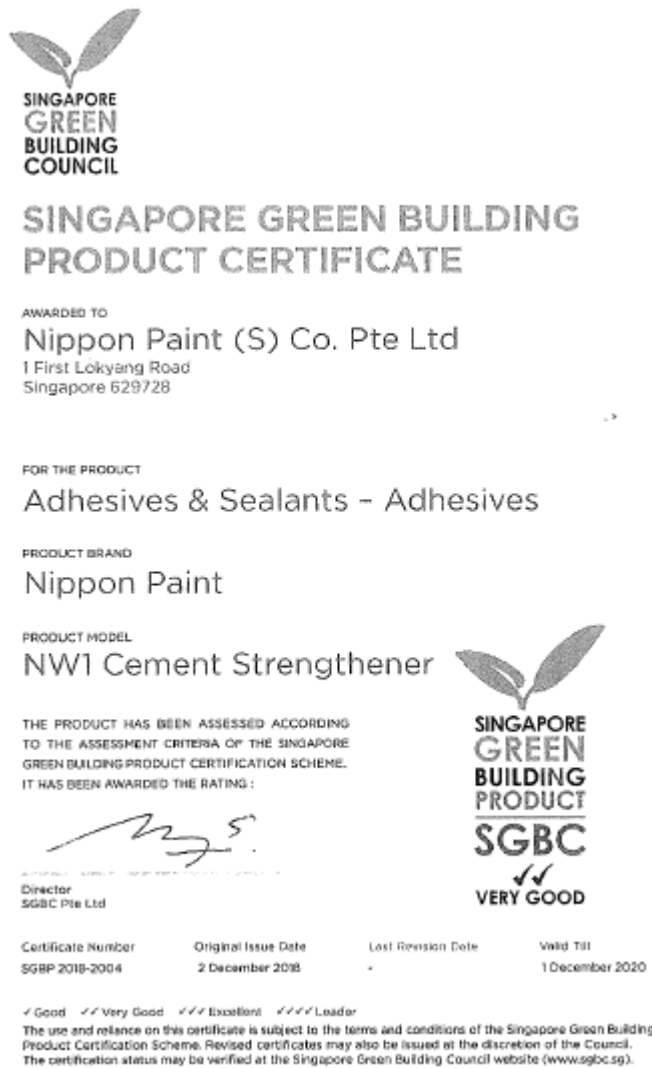 SINGAPORE
GREEN
BUILDING
COUNCIL
SINGAPORE GREEN BUILDING
PRODUCT CERTIFICATE
AWARDED TO
Nippon Paint (S) Co. Pte Ltd
1 First Lokyang Road
Singapore 629728
FOR THE PRODUCT
Adhesives & Sealants – Adhesives
PRODUCT BRAND
Nippon Paint
PRODUCT MODEL
NW1 Cement Strengthener
THE PRODUCT HAS BEEN ASSESSED ACCORDING
TO THE ASSESSMENT CRITERIA OF THE SINGAPORE
GREEN BUILDING PRODUCT CERTIFICATION SCHEME.
IT HAS BEEN AWARDED THE RATING :
SINGAPORE
GREEN
BUILDING
PRODUCT
SGBC
✓✓
VERY GOOD
Director
SGBC Pte Ltd
Certificate Number Original Issue Date Last Revision Date Valid Till
SGBP 2018-2004 2 December 2018 - 1 December 2020
✓ Good ✓✓ Very Good ✓✓✓ Excellent ✓✓✓✓ Leader
The use and reliance on this certificate is subject to the terms and conditions of the Singapore Green Building
Product Certification Scheme. Revised certificates may also be issued at the discretion of the Council.
The certification status may be verified at the Singapore Green Building Council website (www.sgbc.sg).